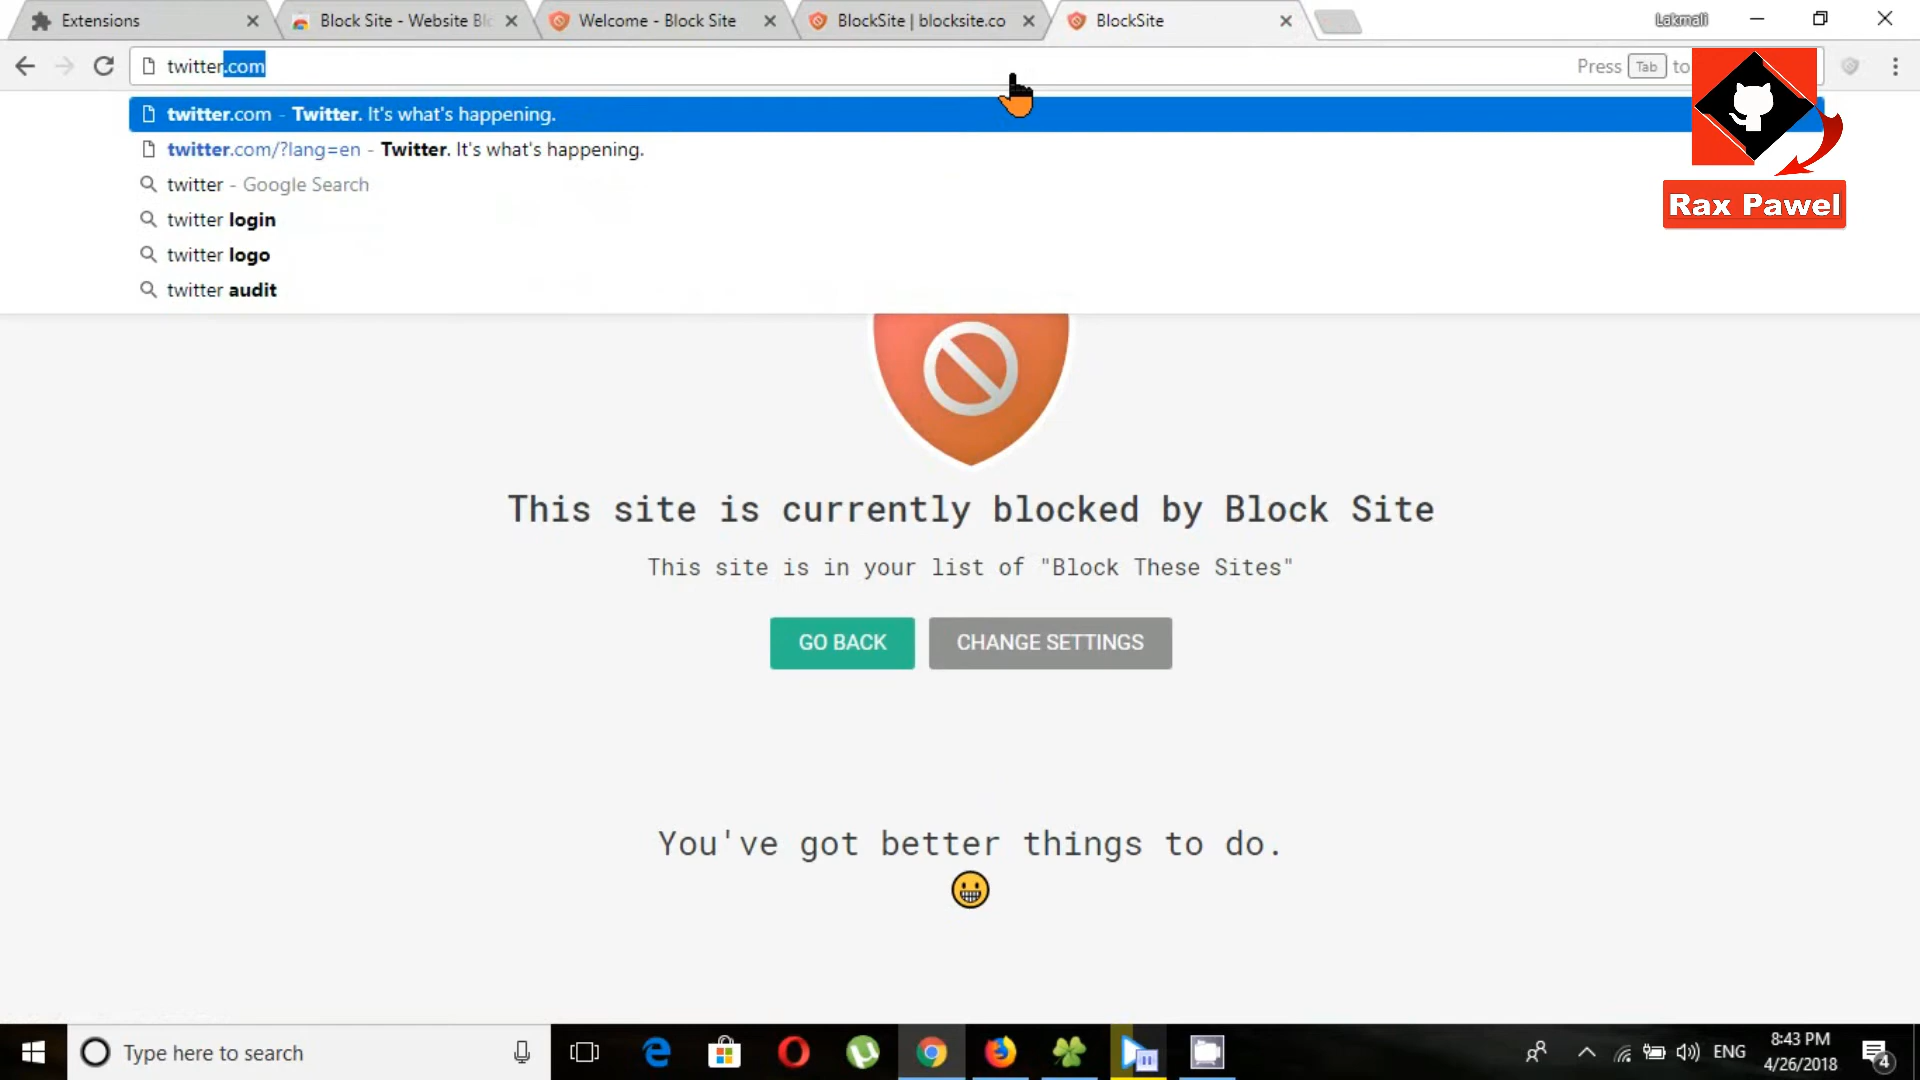 Extensions
Block Site - Website Bl
Welcome - Block Site
BlockSite | blocksite.co
BlockSite
Lakmali
twitter.com
Press Tab to
twitter.com - Twitter. It's what's happening.
twitter.com/?lang=en - Twitter. It's what's happening.
twitter - Google Search
twitter login
twitter logo
twitter audit
Rax Pawel
This site is currently blocked by Block Site
This site is in your list of "Block These Sites"
GO BACK
CHANGE SETTINGS
You've got better things to do.
Type here to search
ENG
8:43 PM
4/26/2018
4